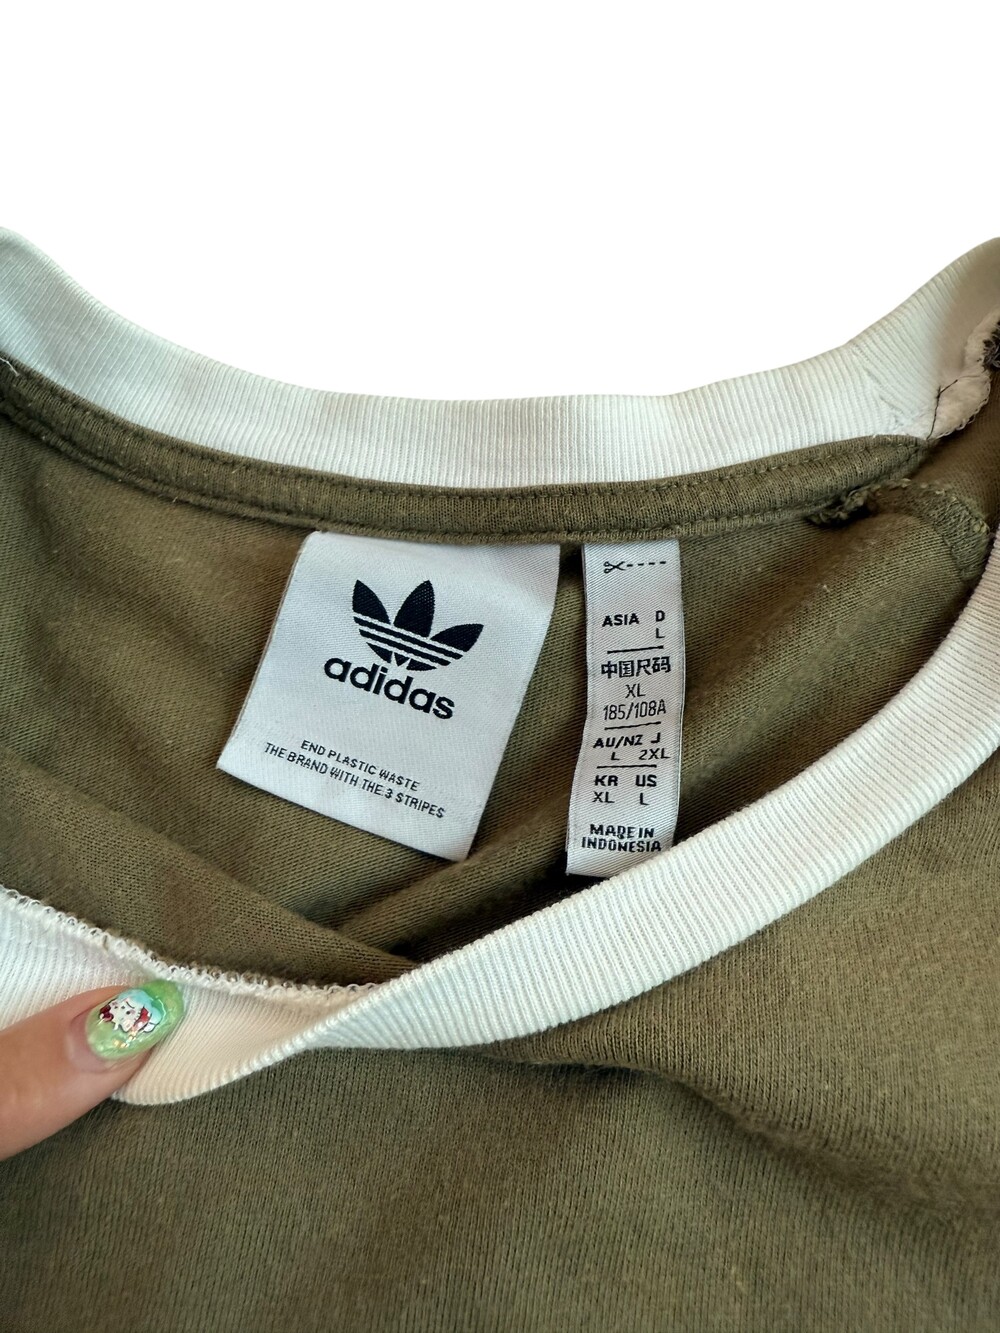 adidas
END PLASTIC WASTE
THE BRAND WITH THE 3 STRIPES
ASIA D
L
中国尺码
XL
185/108A
AU/NZ J
L 2XL
KR US
XL L
MADE IN
INDONESIA